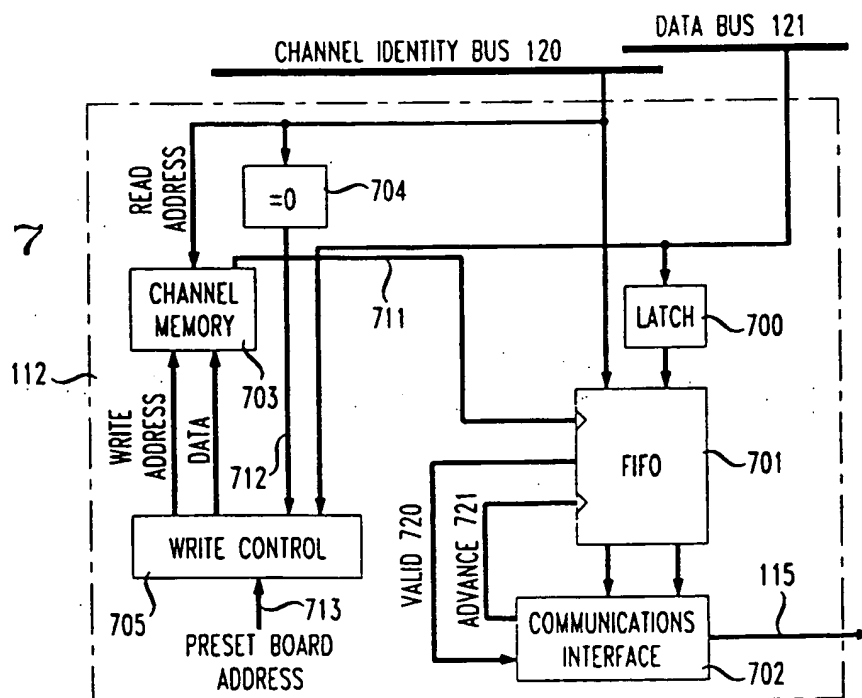 DATA BUS 121
CHANNEL IDENTITY BUS 120
READ ADDRESS
=0
704
7
CHANNEL
MEMORY
711
LATCH
700
112
703
WRITE
ADDRESS
DATA
712
FIFO
701
VALID 720
ADVANCE 721
WRITE CONTROL
705
713
PRESET BOARD
ADDRESS
COMMUNICATIONS
INTERFACE
115
702